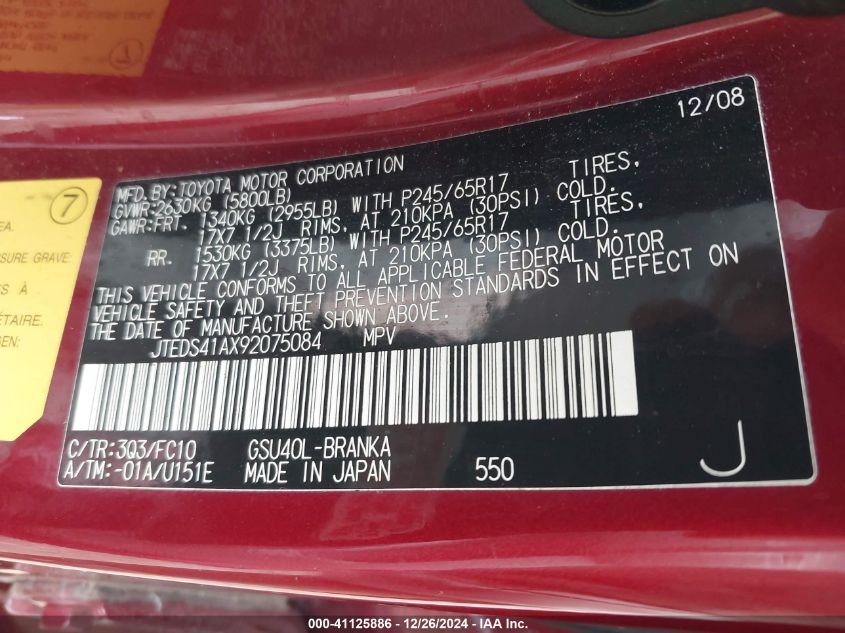 12/08
MFD. BY: TOYOTA MOTOR CORPORATION
GVWR: 2630KG (5800LB)
GAWR: FRT. 1340KG (2955LB) WITH P245/65R17 TIRES,
17X7 1/2J RIMS, AT 210KPA (30PSI) COLD.
RR. 1530KG (3375LB) WITH P245/65R17 TIRES,
17X7 1/2J RIMS, AT 210KPA (30PSI) COLD.
THIS VEHICLE CONFORMS TO ALL APPLICABLE FEDERAL MOTOR
VEHICLE SAFETY AND THEFT PREVENTION STANDARDS IN EFFECT ON
THE DATE OF MANUFACTURE SHOWN ABOVE.
JTEDS41AX92075084 MPV
C/TR: 3Q3/FC10 GSU40L-BRANKA
A/TM: -01A/U151E MADE IN JAPAN 550
J
7
SURE GRAVE
S À
ÉTAIRE.
000-41125886 - 12/26/2024 - IAA Inc.